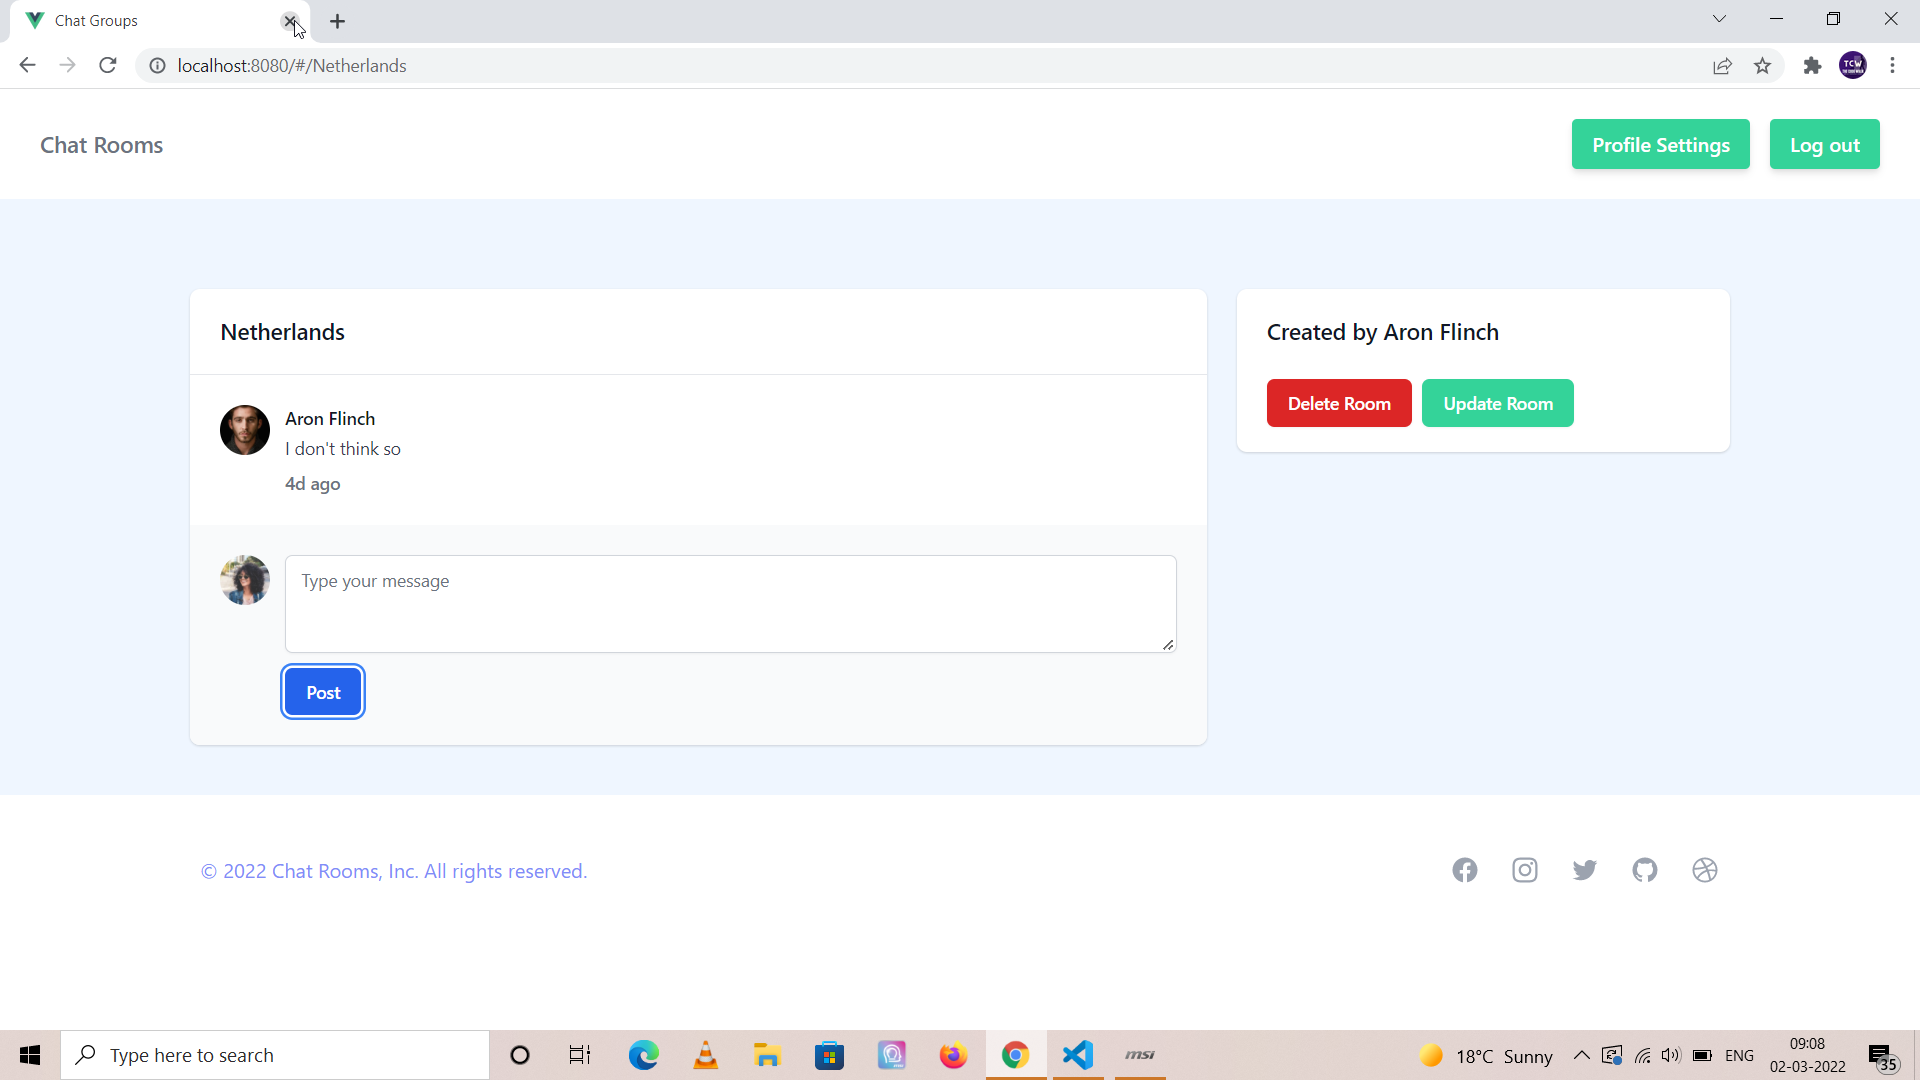 Chat Groups
localhost:8080/#/Netherlands
TCW
Chat Rooms
Profile Settings
Log out
Netherlands
Created by Aron Flinch
Delete Room
Update Room
Aron Flinch
I don't think so
4d ago
Type your message
Post
© 2022 Chat Rooms, Inc. All rights reserved.
Type here to search
msi
18°C Sunny
ENG
09:08
02-03-2022
35